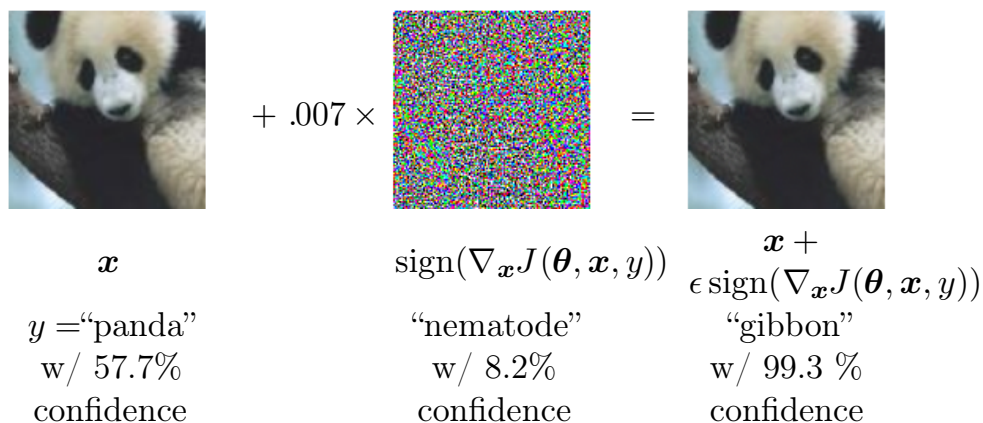 + .007 ×
=
x
sign(∇ₓJ(θ, x, y))
x +
ϵ sign(∇ₓJ(θ, x, y))
y =“panda”
w/ 57.7%
confidence
“nematode”
w/ 8.2%
confidence
“gibbon”
w/ 99.3 %
confidence